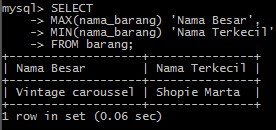 mysql> SELECT
    -> MAX(nama_barang) 'Nama Besar',
    -> MIN(nama_barang) 'Nama Terkecil'
    -> FROM barang;
| Nama Besar | Nama Terkecil |
| Vintage caroussel | Shopie Marta |
1 row in set (0.06 sec)